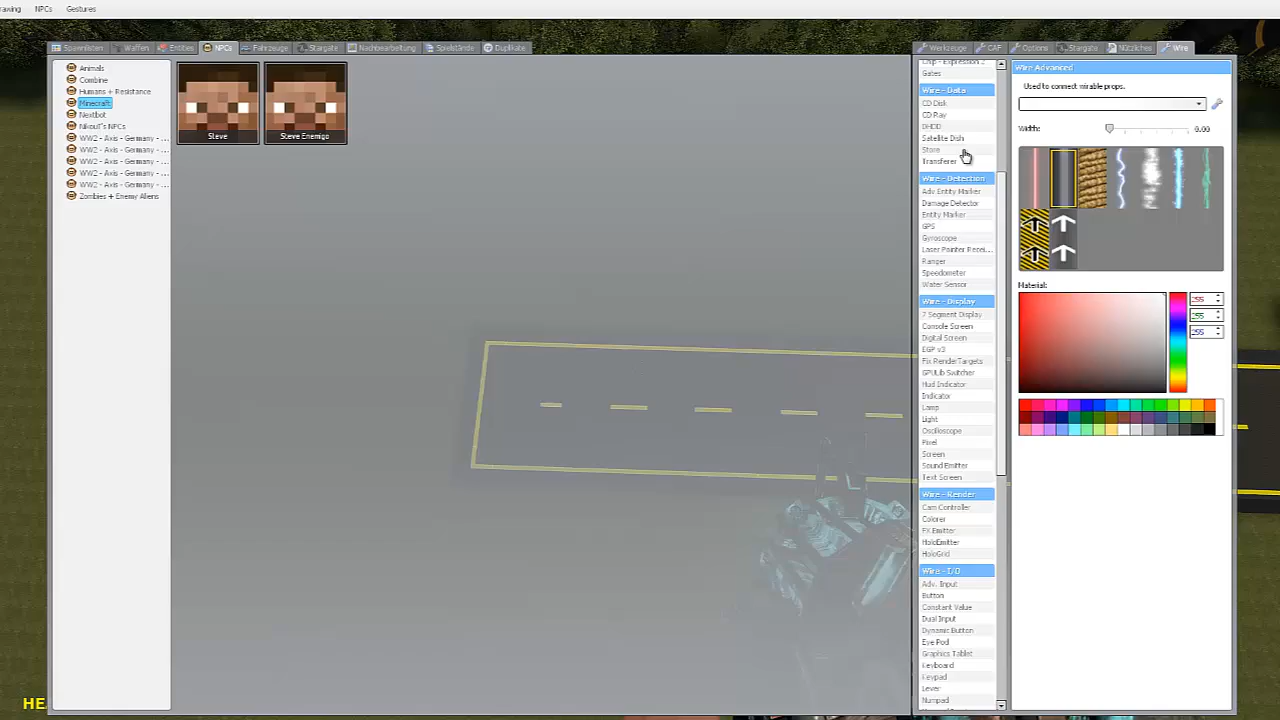 rawing NPCs Gestures
Spawnlisten Waffen Entities NPCs Fahrzeuge Stargate Nachbearbeitung Spielstände Duplikate
Werkzeuge CAF Options Stargate Nützliches Wire
Animals
Combine
Humans + Resistance
Minecraft
Nextbot
Nikout's NPCs
WW2 - Axis - Germany - ...
WW2 - Axis - Germany - ...
WW2 - Axis - Germany - ...
WW2 - Axis - Germany - ...
WW2 - Axis - Germany - ...
Zombies + Enemy Aliens
Steve
Steve Enemigo
Chip - Expression 2
Gates
Wire - Data
CD Disk
CD Ray
DHDD
Satellite Dish
Store
Transferer
Wire - Detection
Adv Entity Marker
Damage Detector
Entity Marker
GPS
Gyroscope
Laser Pointer Recei...
Ranger
Speedometer
Water Sensor
Wire - Display
7 Segment Display
Console Screen
Digital Screen
EGP v3
Fix RenderTargets
GPULib Switcher
Hud Indicator
Indicator
Lamp
Light
Oscilloscope
Pixel
Screen
Sound Emitter
Text Screen
Wire - Render
Cam Controller
Colorer
FX Emitter
HoloEmitter
HoloGrid
Wire - I/O
Adv. Input
Button
Constant Value
Dual Input
Dynamic Button
Eye Pod
Graphics Tablet
Keyboard
Keypad
Lever
Numpad
Wire Advanced
Used to connect wirable props.
Width: 0.00
Material:
255
255
255
HE